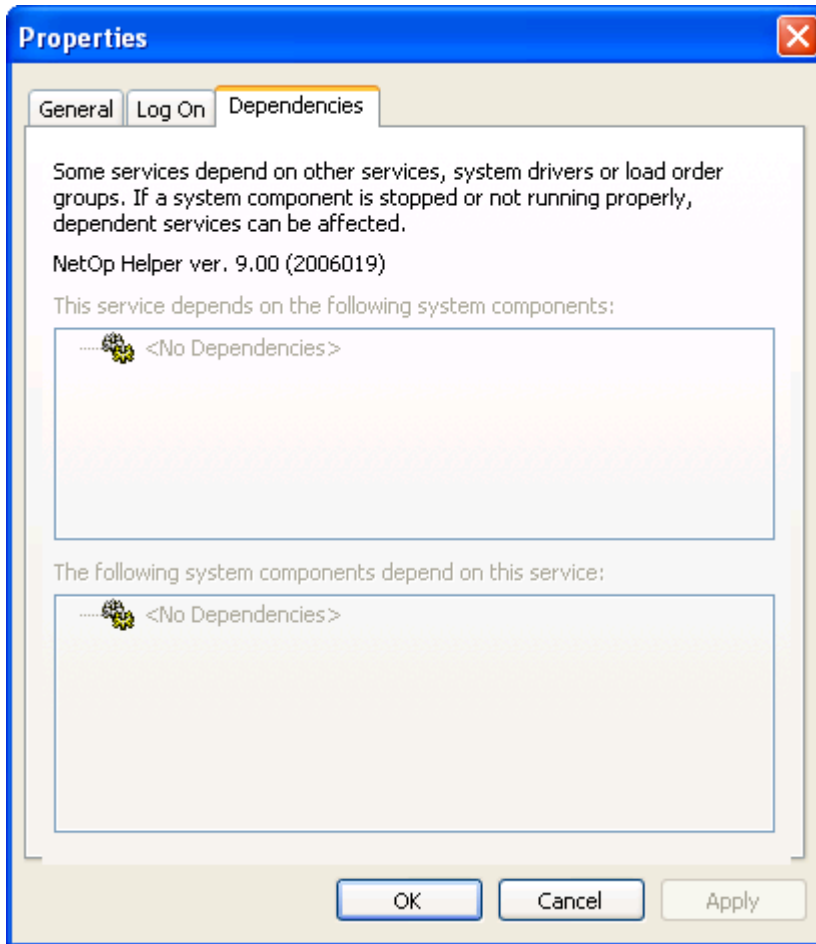 Properties
General Log On Dependencies
Some services depend on other services, system drivers or load order
groups. If a system component is stopped or not running properly,
dependent services can be affected.
NetOp Helper ver. 9.00 (2006019)
This service depends on the following system components:
<No Dependencies>
The following system components depend on this service:
<No Dependencies>
OK Cancel Apply